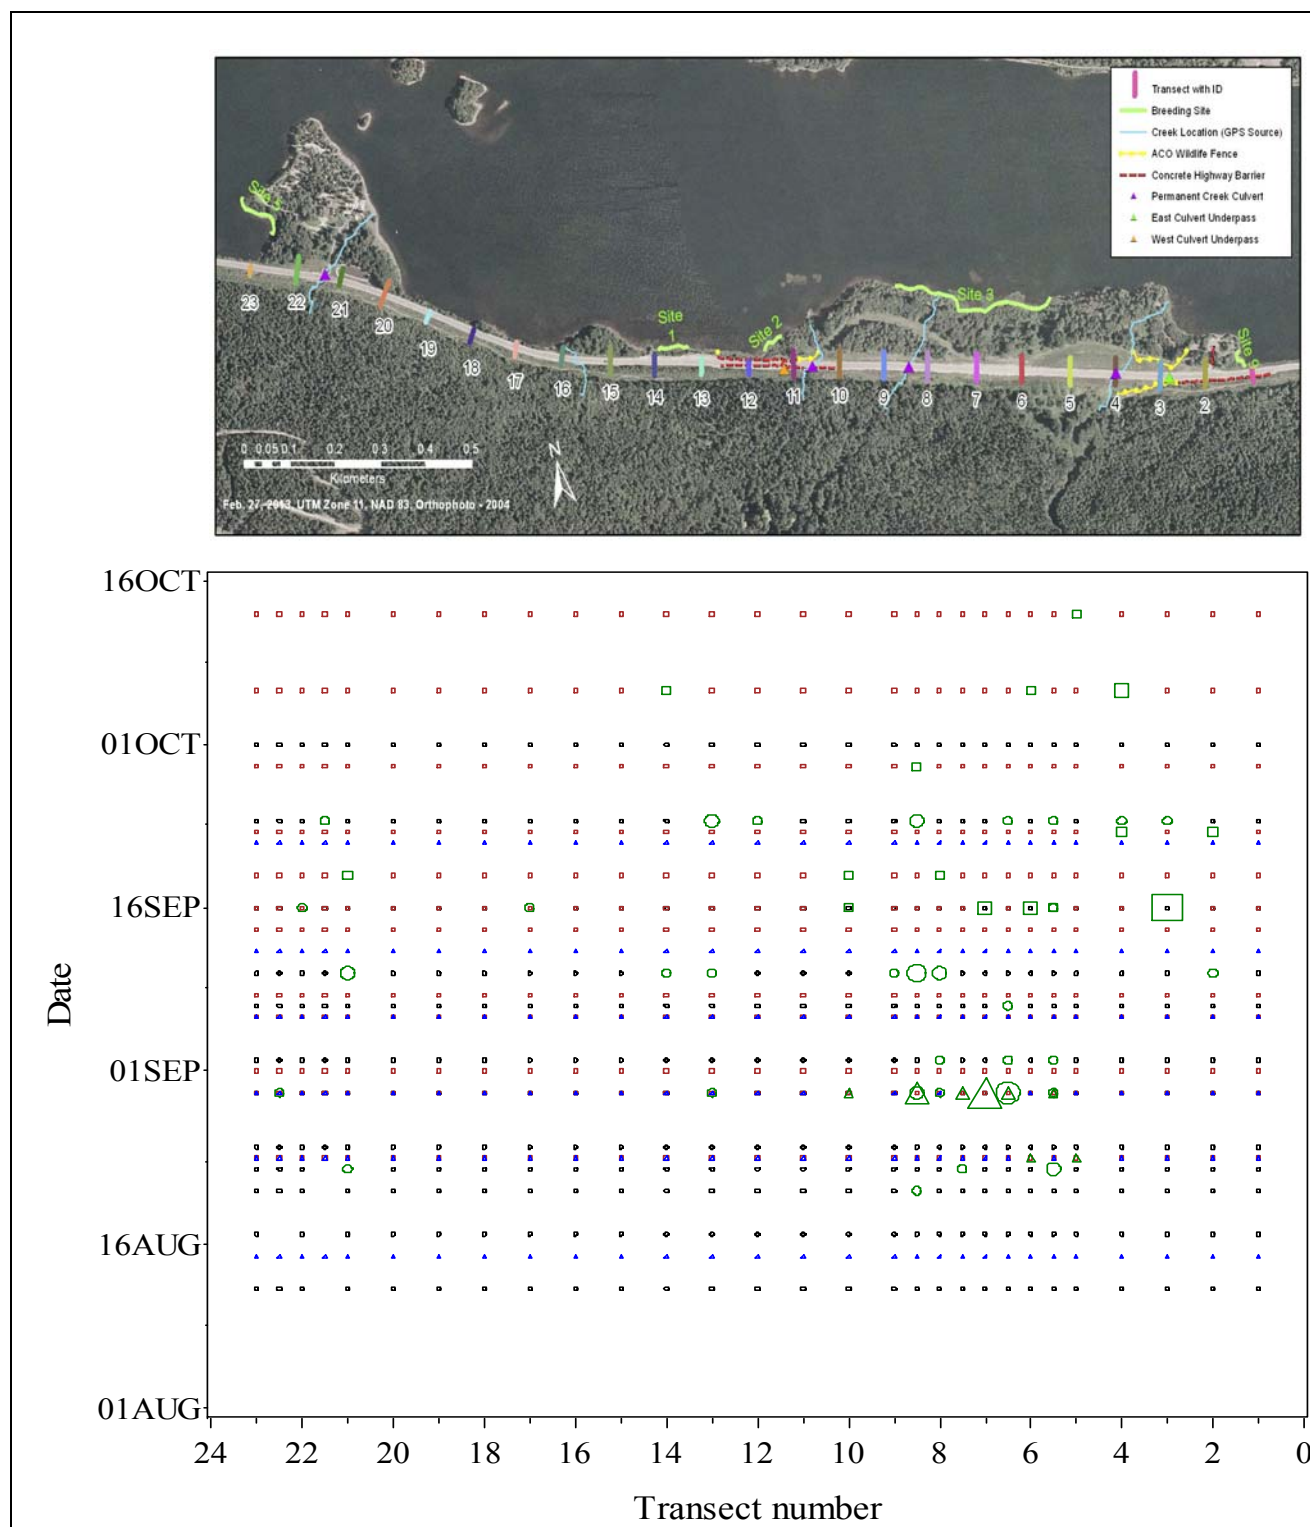 Transect with ID
Breeding Site
Creek Location (GPS Source)
ACO Wildlife Fence
Concrete Highway Barrier
Permanent Creek Culvert
East Culvert Underpass
West Culvert Underpass
Site 5
Site 3
Site 1
Site 2
23
22
21
20
19
18
17
16
15
14
13
12
11
10
9
8
7
6
5
4
3
2
0 0.05 0.1 0.2 0.3 0.4 0.5
Kilometers
N
Feb. 27, 2013, UTM Zone 11, NAD 83, Orthophoto - 2004
16OCT
01OCT
16SEP
01SEP
16AUG
01AUG
Date
24 22 20 18 16 14 12 10 8 6 4 2 0
Transect number